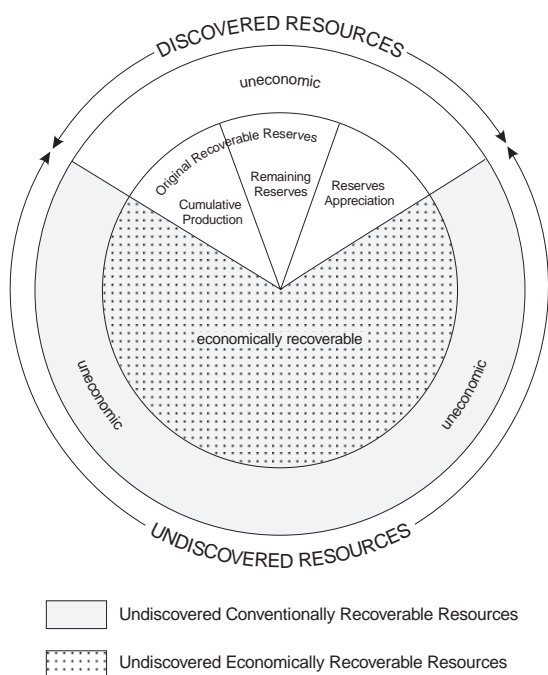 DISCOVERED RESOURCES
uneconomic
Original Recoverable Reserves
Remaining
Reserves
Reserves
Appreciation
Cumulative
Production
economically recoverable
uneconomic
uneconomic
UNDISCOVERED RESOURCES
Undiscovered Conventionally Recoverable Resources
Undiscovered Economically Recoverable Resources